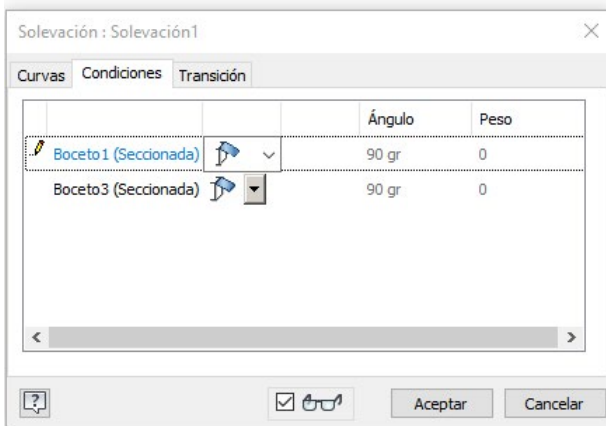 Solevación : Solevación1
Curvas Condiciones Transición
Ángulo Peso
Boceto1 (Seccionada) 90 gr 0
Boceto3 (Seccionada) 90 gr 0
Aceptar Cancelar